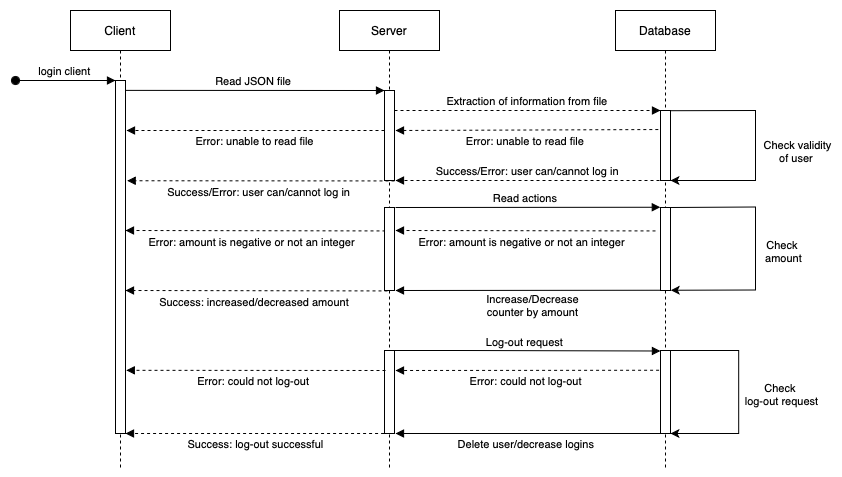 Client
Server
Database
login client
Read JSON file
Extraction of information from file
Error: unable to read file
Error: unable to read file
Check validity
of user
Success/Error: user can/cannot log in
Success/Error: user can/cannot log in
Read actions
Error: amount is negative or not an integer
Error: amount is negative or not an integer
Check
amount
Success: increased/decreased amount
Increase/Decrease
counter by amount
Log-out request
Error: could not log-out
Error: could not log-out
Check
log-out request
Success: log-out successful
Delete user/decrease logins